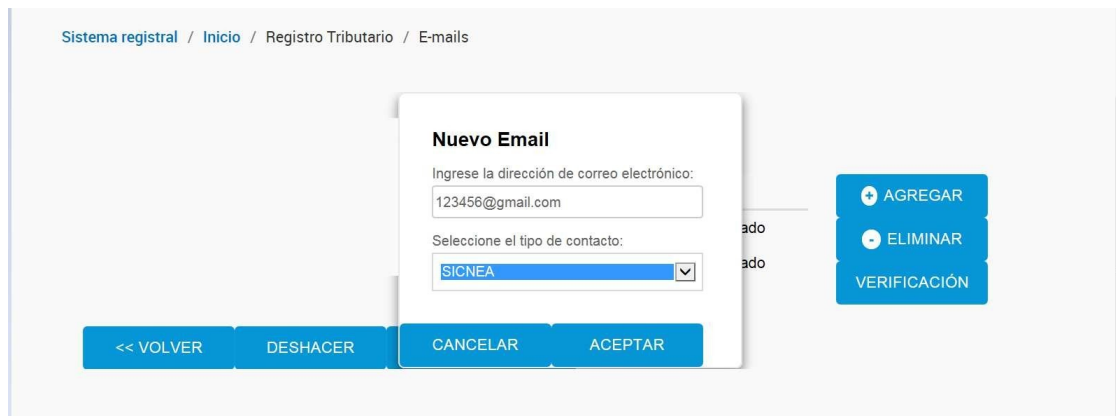 Sistema registral / Inicio / Registro Tributario / E-mails
Nuevo Email
Ingrese la dirección de correo electrónico:
123456@gmail.com
Seleccione el tipo de contacto:
SICNEA
CANCELAR
ACEPTAR
ado
ado
AGREGAR
ELIMINAR
VERIFICACIÓN
<< VOLVER
DESHACER